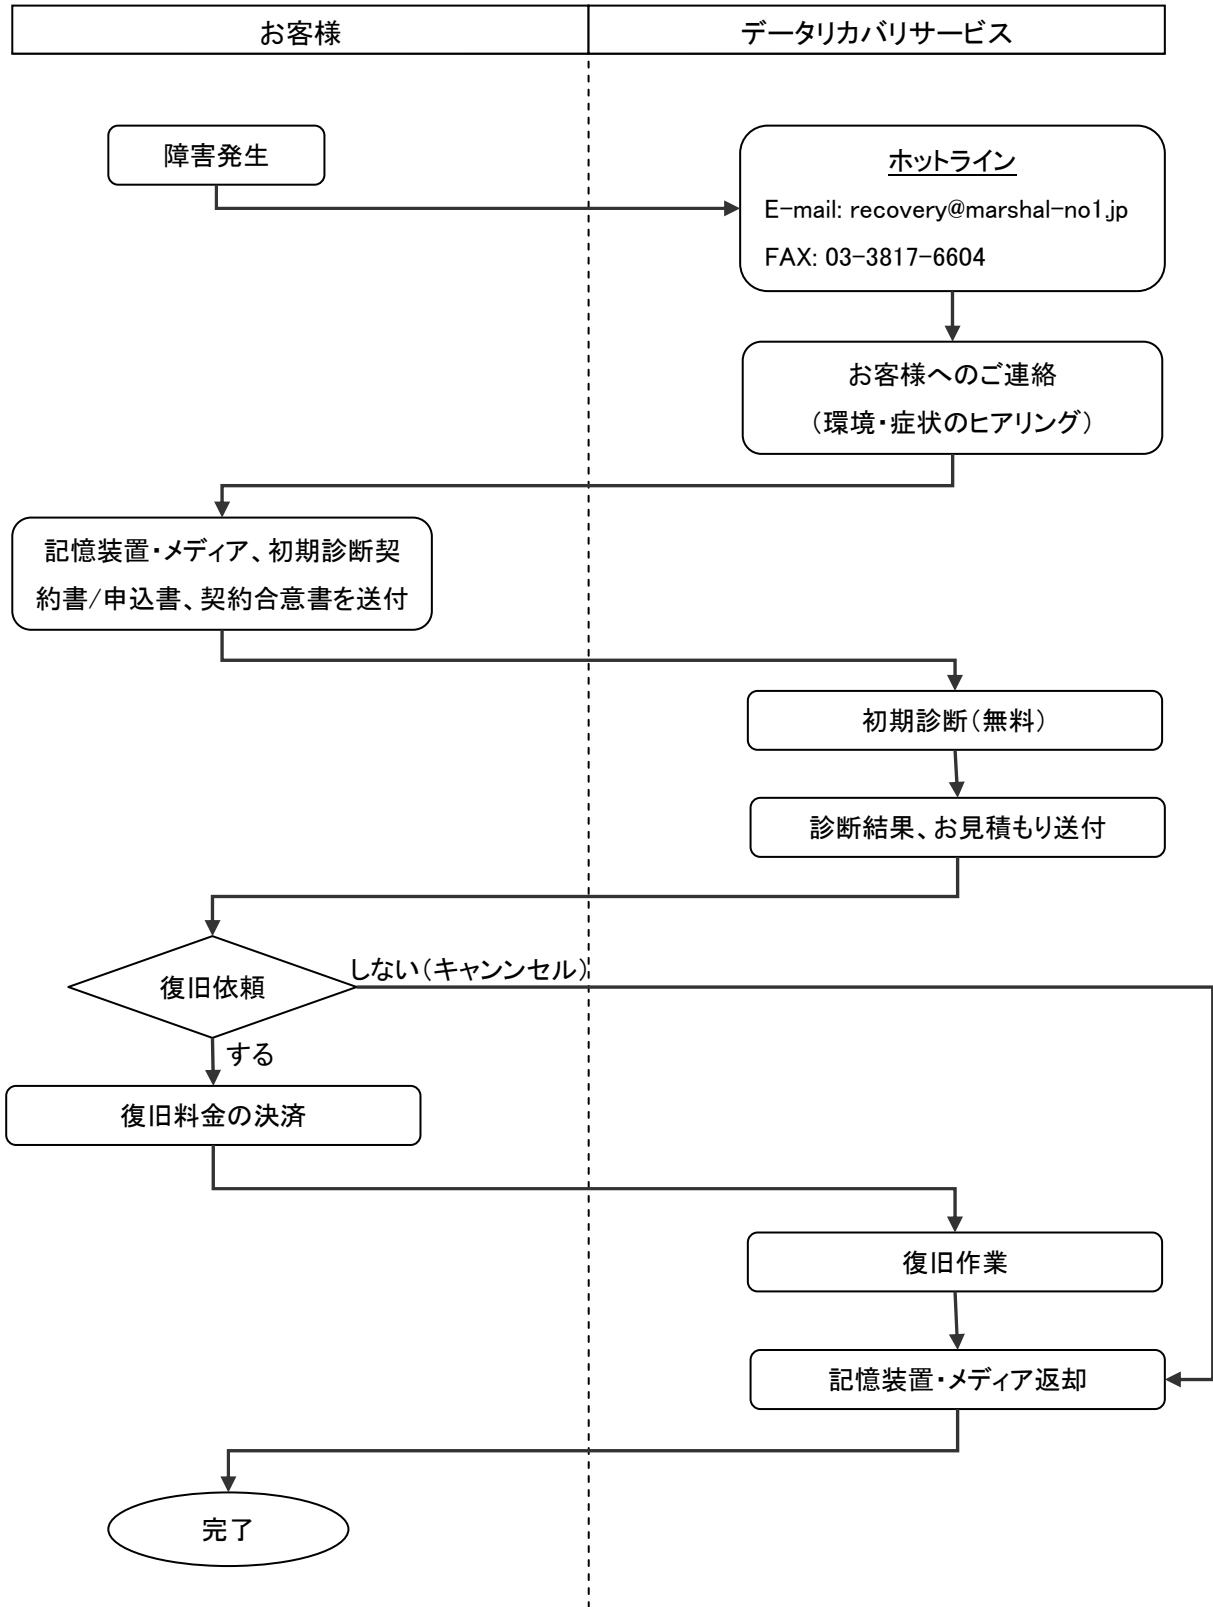 お客様
データリカバリサービス
障害発生
ホットライン
E-mail: recovery@marshal-no1.jp
FAX: 03-3817-6604
お客様へのご連絡
（環境・症状のヒアリング）
記憶装置・メディア、初期診断契
約書/申込書、契約合意書を送付
初期診断（無料）
診断結果、お見積もり送付
復旧依頼
しない（キャンンセル）
する
復旧料金の決済
復旧作業
記憶装置・メディア返却
完了